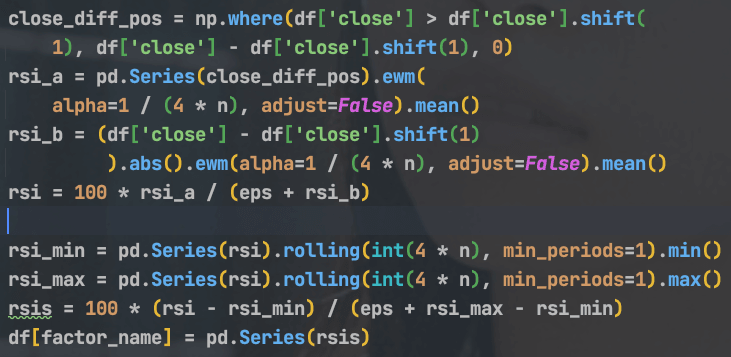 close_diff_pos = np.where(df['close'] > df['close'].shift(
    1), df['close'] - df['close'].shift(1), 0)
rsi_a = pd.Series(close_diff_pos).ewm(
    alpha=1 / (4 * n), adjust=False).mean()
rsi_b = (df['close'] - df['close'].shift(1)
         ).abs().ewm(alpha=1 / (4 * n), adjust=False).mean()
rsi = 100 * rsi_a / (eps + rsi_b)
rsi_min = pd.Series(rsi).rolling(int(4 * n), min_periods=1).min()
rsi_max = pd.Series(rsi).rolling(int(4 * n), min_periods=1).max()
rsis = 100 * (rsi - rsi_min) / (eps + rsi_max - rsi_min)
df[factor_name] = pd.Series(rsis)